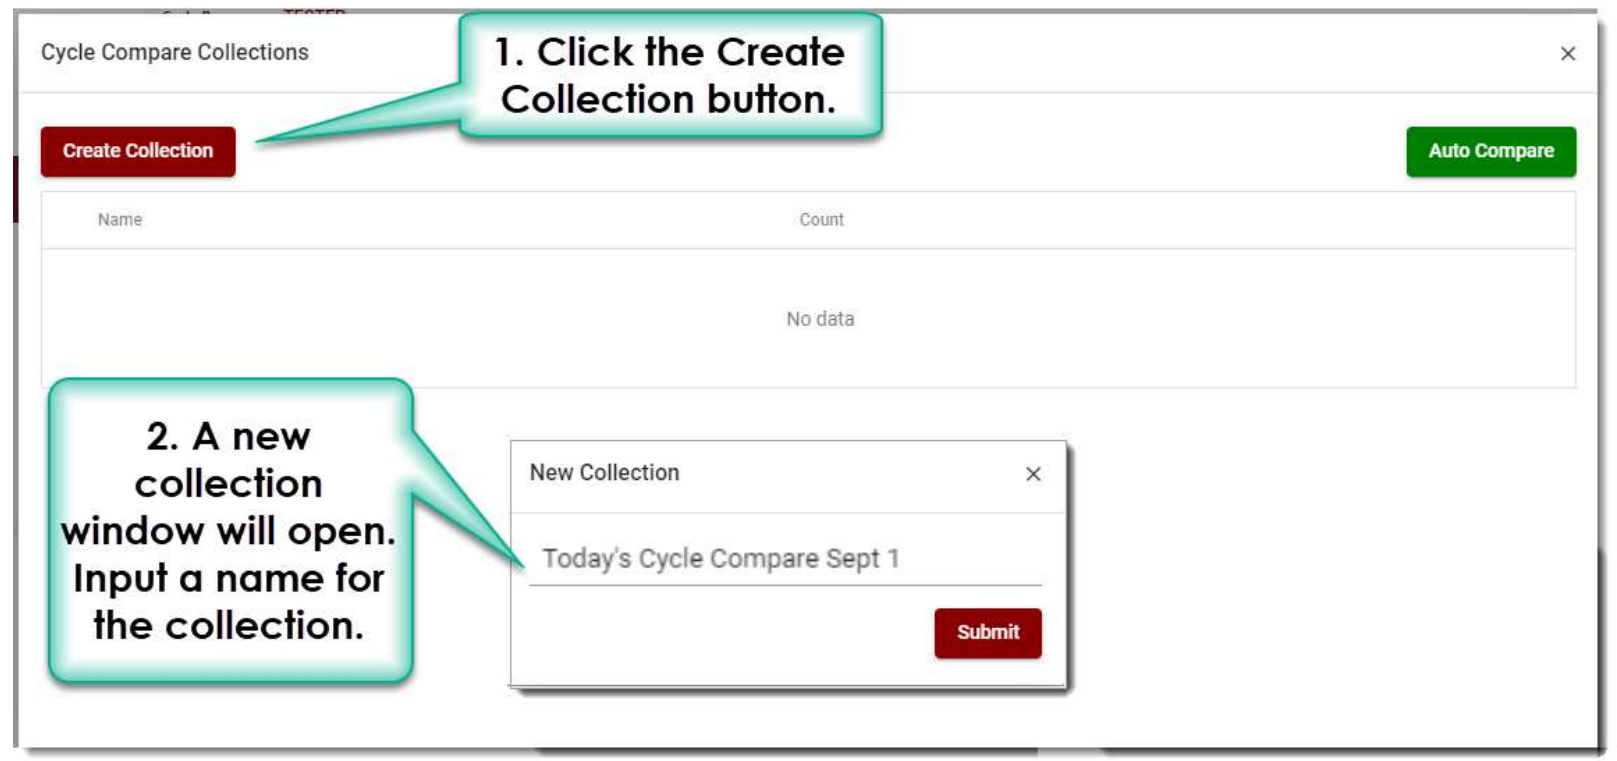 TESTER
Cycle Compare Collections
1. Click the Create
Collection button.
Create Collection
Auto Compare
Name
Count
No data
2. A new
collection
window will open.
Input a name for
the collection.
New Collection
Today's Cycle Compare Sept 1
Submit